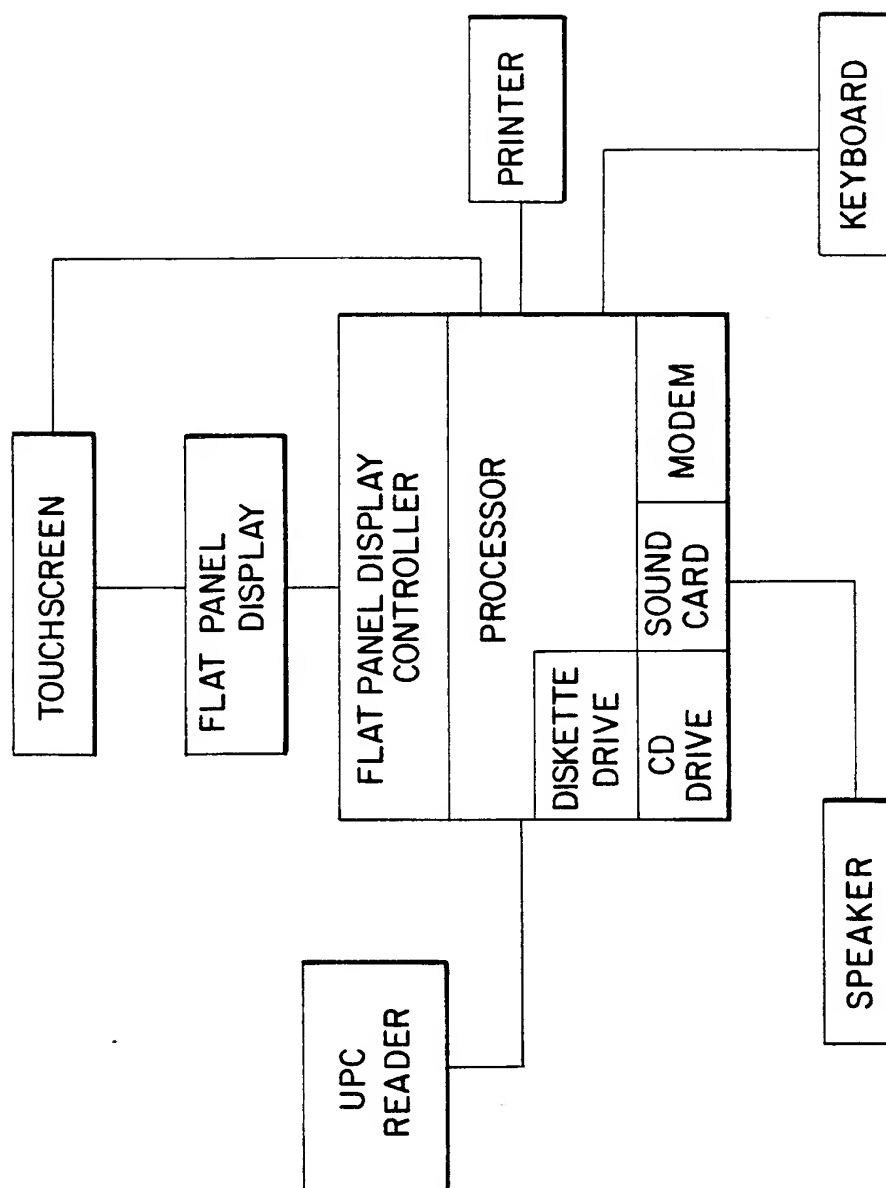 TOUCHSCREEN
FLAT PANEL
DISPLAY
FLAT PANEL DISPLAY
CONTROLLER
PROCESSOR
DISKETTE
DRIVE
CD
DRIVE
SOUND
CARD
MODEM
UPC
READER
PRINTER
SPEAKER
KEYBOARD